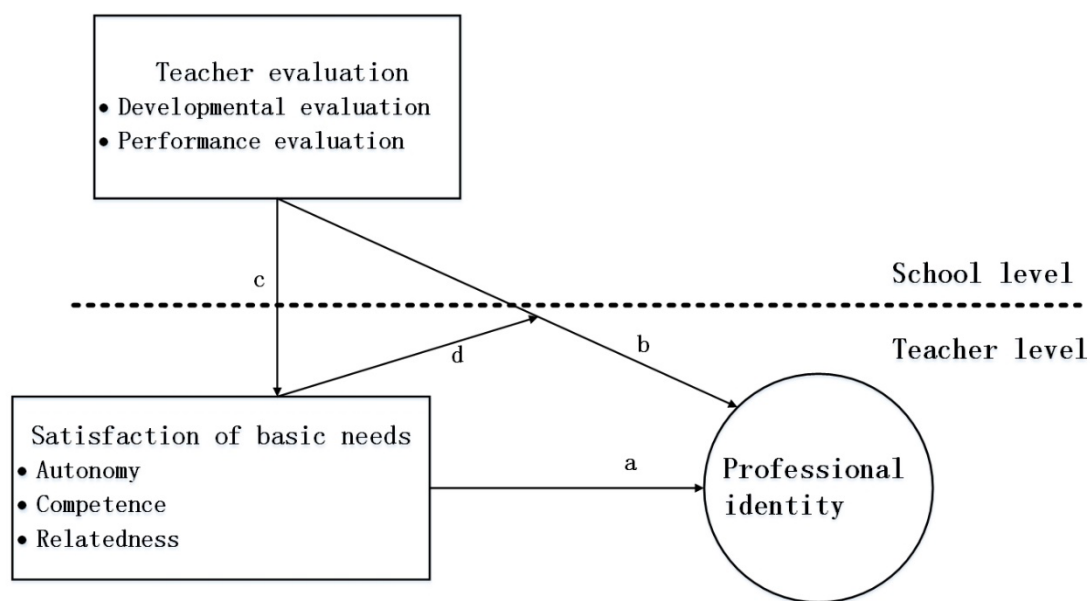 Teacher evaluation
• Developmental evaluation
• Performance evaluation
c
School level
d
b
Teacher level
Satisfaction of basic needs
• Autonomy
• Competence
• Relatedness
a
Professional
identity